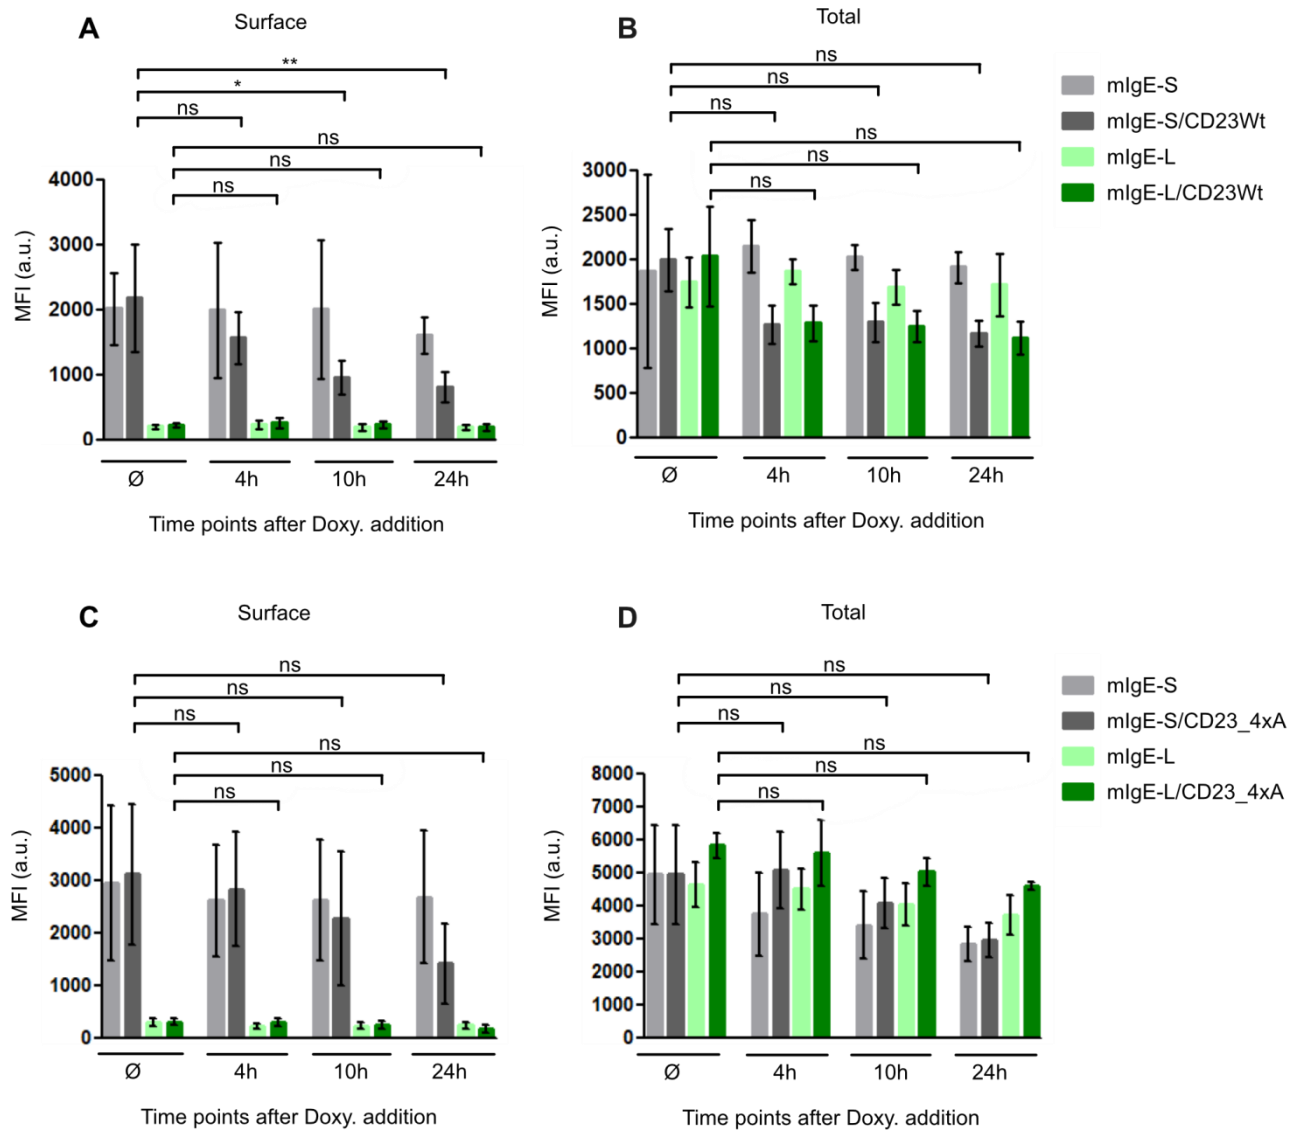 A
Surface
**
*
ns
ns
ns
ns
4000
3000
2000
1000
0
MFI (a.u.)
Ø
4h
10h
24h
Time points after Doxy. addition
B
Total
ns
ns
ns
ns
ns
ns
3000
2500
2000
1500
1000
500
0
MFI (a.u.)
Ø
4h
10h
24h
Time points after Doxy. addition
mIgE-S
mIgE-S/CD23Wt
mIgE-L
mIgE-L/CD23Wt
C
Surface
ns
ns
ns
ns
ns
ns
5000
4000
3000
2000
1000
0
MFI (a.u.)
Ø
4h
10h
24h
Time points after Doxy. addition
D
Total
ns
ns
ns
ns
ns
ns
8000
7000
6000
5000
4000
3000
2000
1000
0
MFI (a.u.)
Ø
4h
10h
24h
Time points after Doxy. addition
mIgE-S
mIgE-S/CD23_4xA
mIgE-L
mIgE-L/CD23_4xA